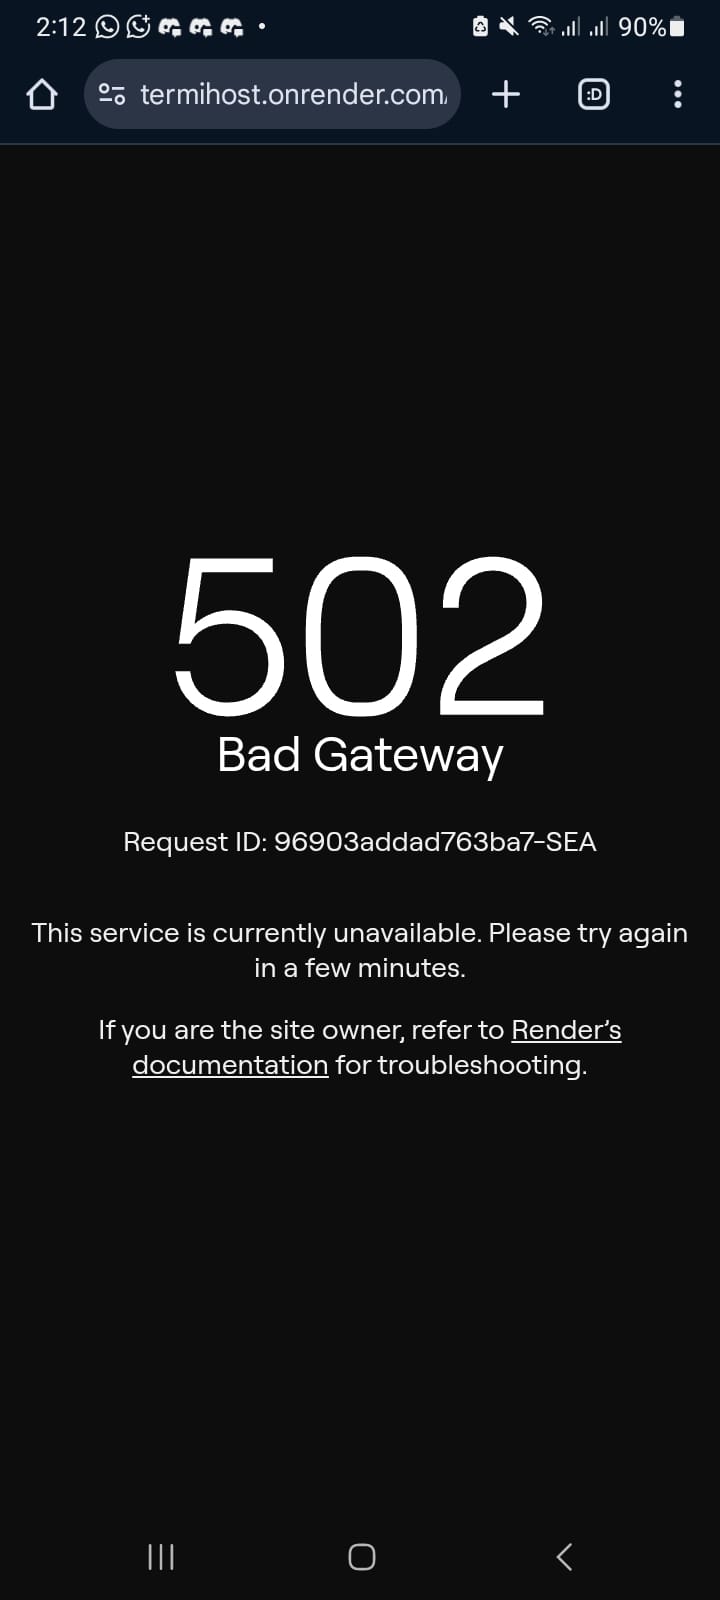 2:12
90%
termihost.onrender.com
:D
502
Bad Gateway
Request ID: 96903addad763ba7-SEA
This service is currently unavailable. Please try again
in a few minutes.
If you are the site owner, refer to Render’s
documentation for troubleshooting.